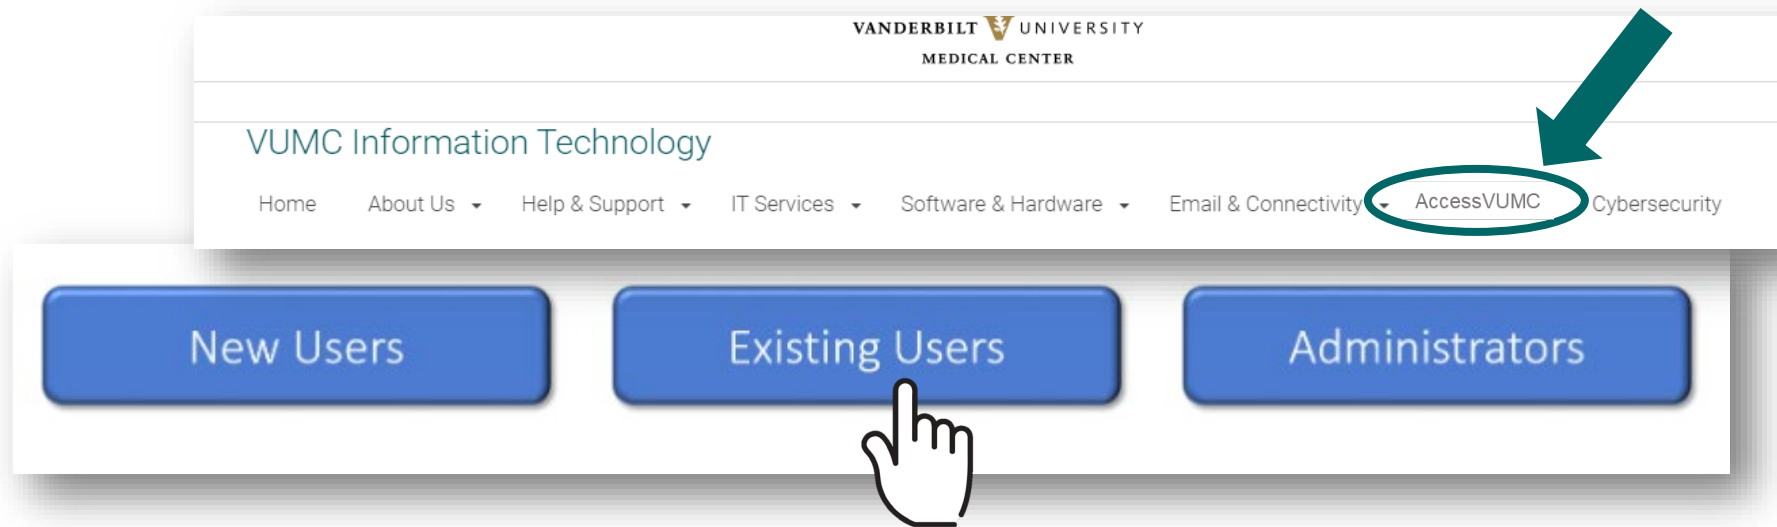 VANDERBILT UNIVERSITY
MEDICAL CENTER
VUMC Information Technology
Home About Us Help & Support IT Services Software & Hardware Email & Connectivity AccessVUMC Cybersecurity
New Users Existing Users Administrators